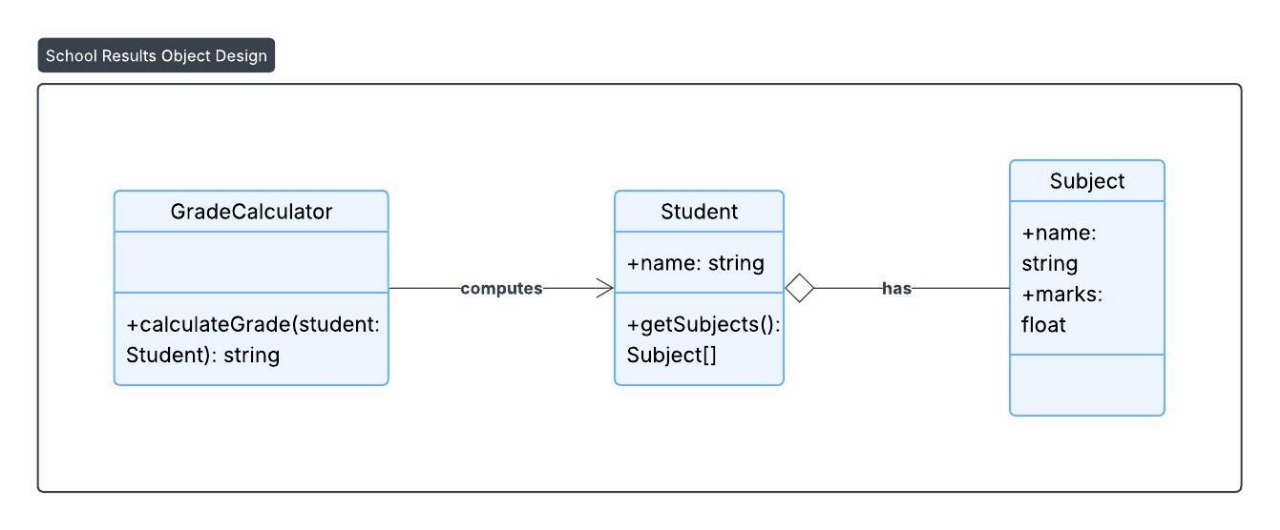 School Results Object Design
GradeCalculator
+calculateGrade(student:
Student): string
computes
Student
+name: string
+getSubjects():
Subject[]
has
Subject
+name:
string
+marks:
float